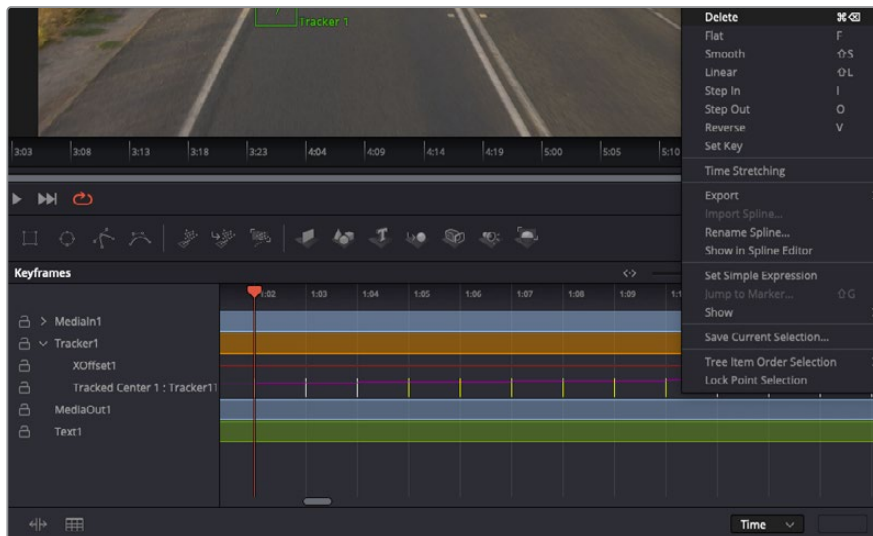 Tracker 1
Delete ⌘⌫
Flat F
Smooth ⇧S
Linear ⇧L
Step In I
Step Out O
Reverse V
Set Key
Time Stretching
Export
Import Spline...
Rename Spline...
Show in Spline Editor
Set Simple Expression
Jump to Marker... ⇧G
Show
Save Current Selection...
Tree Item Order Selection
Lock Point Selection
3:03 3:08 3:13 3:18 3:23 4:04 4:09 4:14 4:19 5:00 5:05 5:10
Keyframes
1:02 1:03 1:04 1:05 1:06 1:07 1:08 1:09
MediaIn1
Tracker1
XOffset1
Tracked Center 1 : Tracker1
MediaOut1
Text1
Time